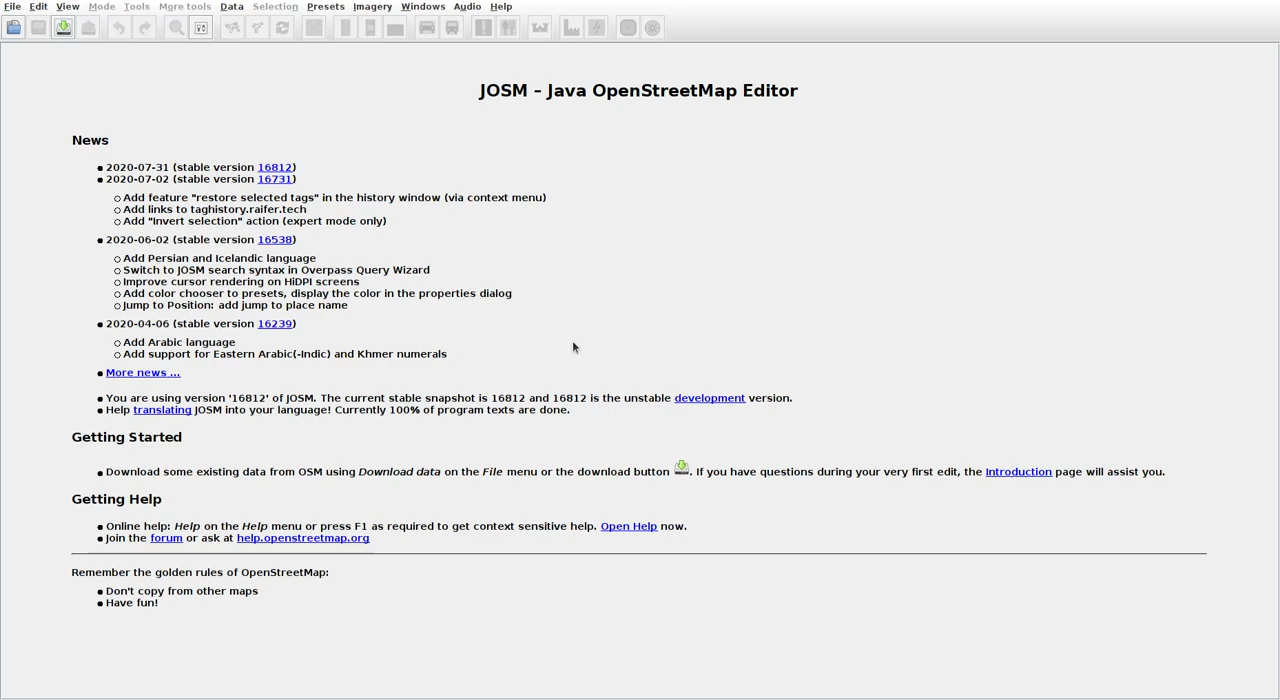 File Edit View Mode Tools More tools Data Selection Presets Imagery Windows Audio Help
JOSM – Java OpenStreetMap Editor
News
2020-07-31 (stable version 16812)
2020-07-02 (stable version 16731)
Add feature "restore selected tags" in the history window (via context menu)
Add links to taghistory.raifer.tech
Add "Invert selection" action (expert mode only)
2020-06-02 (stable version 16538)
Add Persian and Icelandic language
Switch to JOSM search syntax in Overpass Query Wizard
Improve cursor rendering on HiDPI screens
Add color chooser to presets, display the color in the properties dialog
Jump to Position: add jump to place name
2020-04-06 (stable version 16239)
Add Arabic language
Add support for Eastern Arabic(-Indic) and Khmer numerals
More news ...
You are using version '16812' of JOSM. The current stable snapshot is 16812 and 16812 is the unstable development version.
Help translating JOSM into your language! Currently 100% of program texts are done.
Getting Started
Download some existing data from OSM using Download data on the File menu or the download button . If you have questions during your very first edit, the Introduction page will assist you.
Getting Help
Online help: Help on the Help menu or press F1 as required to get context sensitive help. Open Help now.
Join the forum or ask at help.openstreetmap.org
Remember the golden rules of OpenStreetMap:
Don't copy from other maps
Have fun!